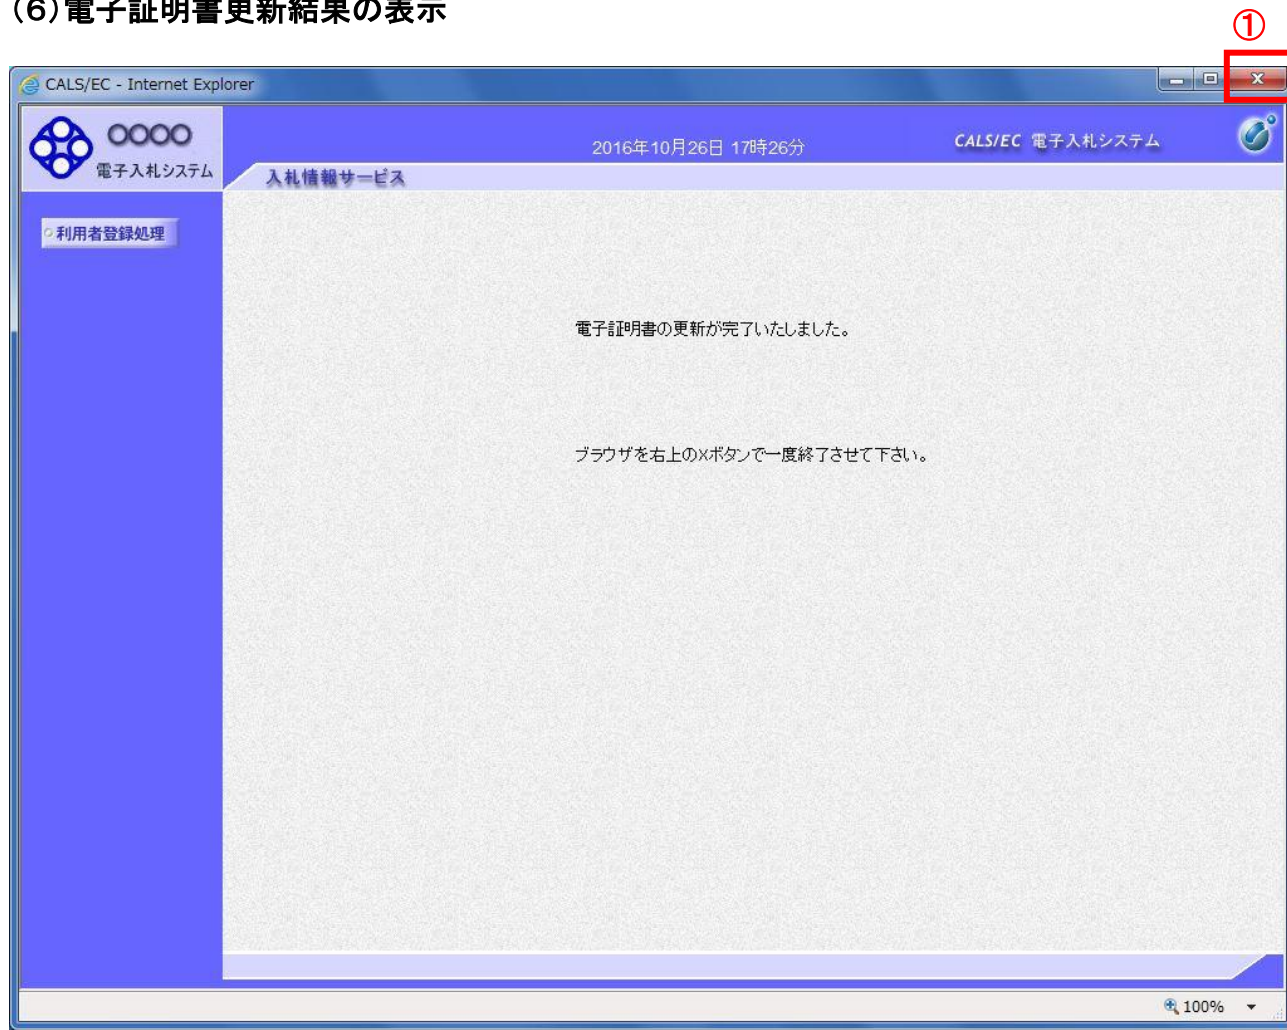 (6)電子証明書更新結果の表示
①
CALS/EC - Internet Explorer
X
○○○○
電子入札システム
2016年10月26日 17時26分
CALS/EC 電子入札システム
入札情報サービス
利用者登録処理
電子証明書の更新が完了いたしました。
ブラウザを右上の×ボタンで一度終了させて下さい。
100%